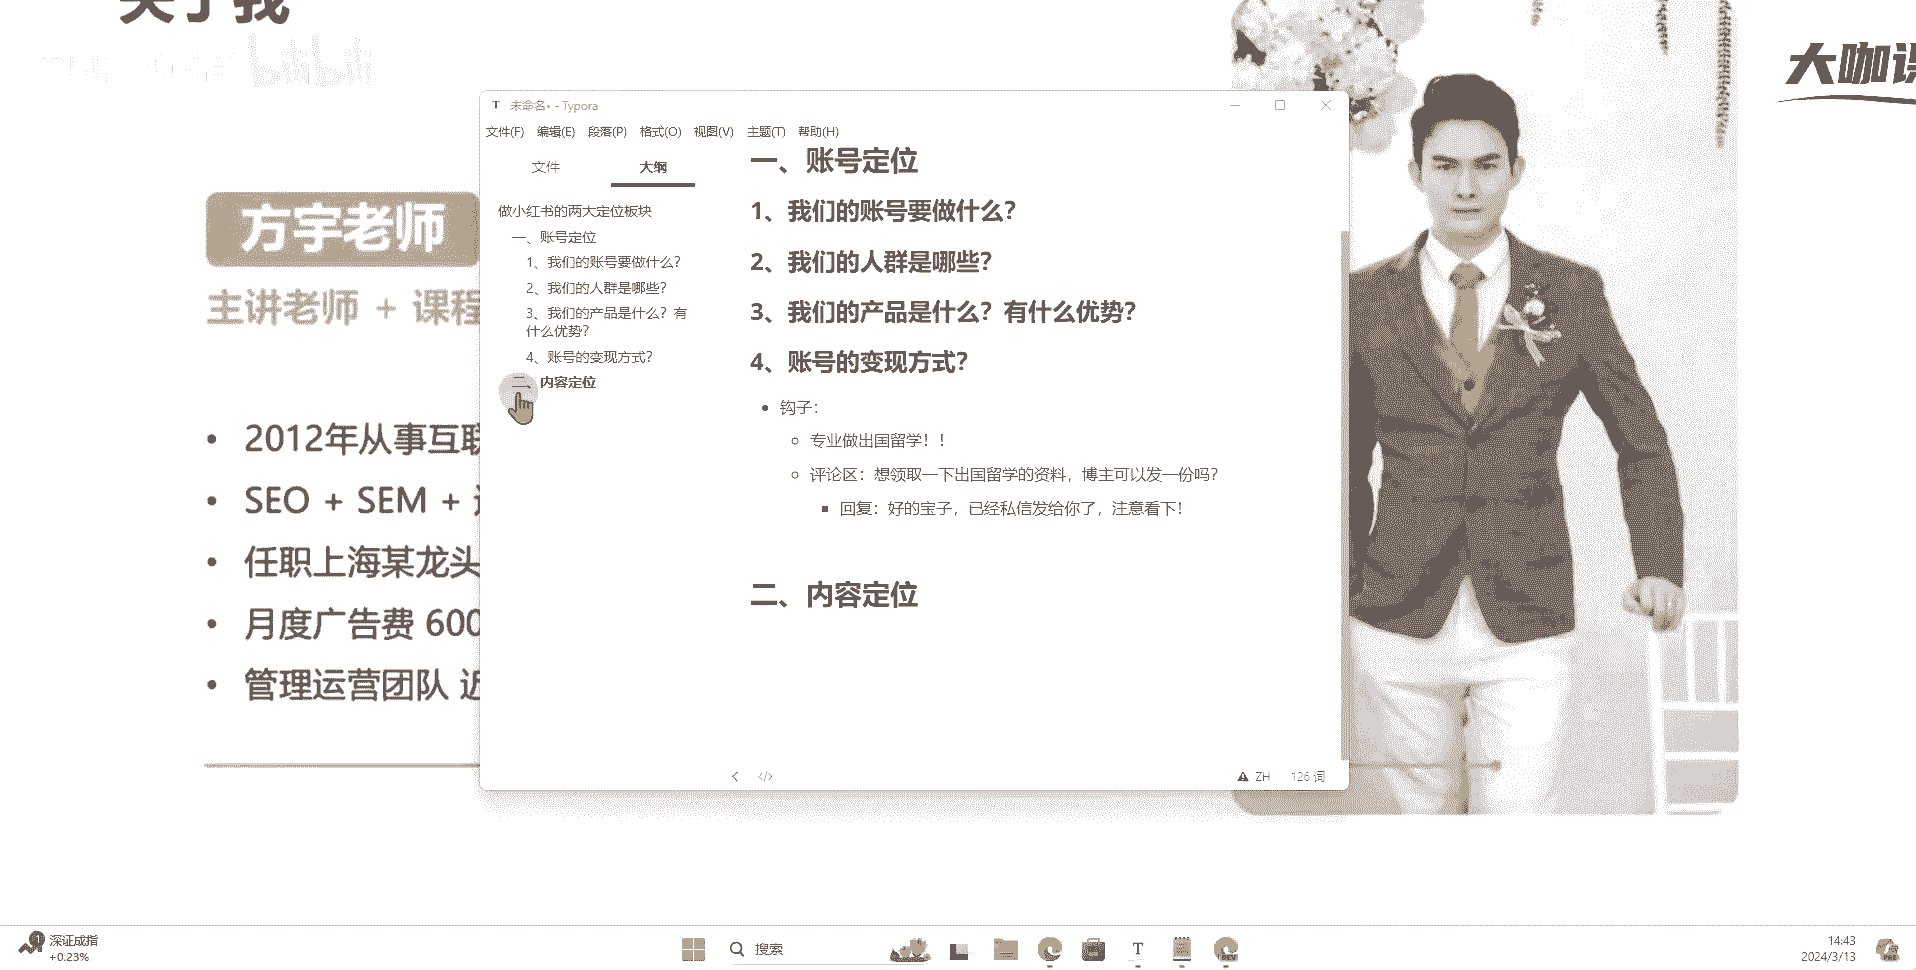 关于我
bilibili
大咖课
方宇老师
主讲老师 + 课程
• 2012年从事互联
• SEO + SEM +
• 任职上海某龙头
• 月度广告费 600
• 管理运营团队 近
未命名• - Typora
文件(F) 编辑(E) 段落(P) 格式(O) 视图(V) 主题(T) 帮助(H)
文件 大纲
做小红书的两大定位板块
一、账号定位
1、我们的账号要做什么?
2、我们的人群是哪些?
3、我们的产品是什么?有
什么优势?
4、账号的变现方式?
二、内容定位
一、账号定位
1、我们的账号要做什么?
2、我们的人群是哪些?
3、我们的产品是什么?有什么优势?
4、账号的变现方式?
• 钩子:
○ 专业做出国留学!!
○ 评论区:想领取一下出国留学的资料,博主可以发一份吗?
▪ 回复:好的宝子,已经私信发给你了,注意看下!
二、内容定位
ZH 126 词
深证成指
+0.23%
搜索
14:43
2024/3/13